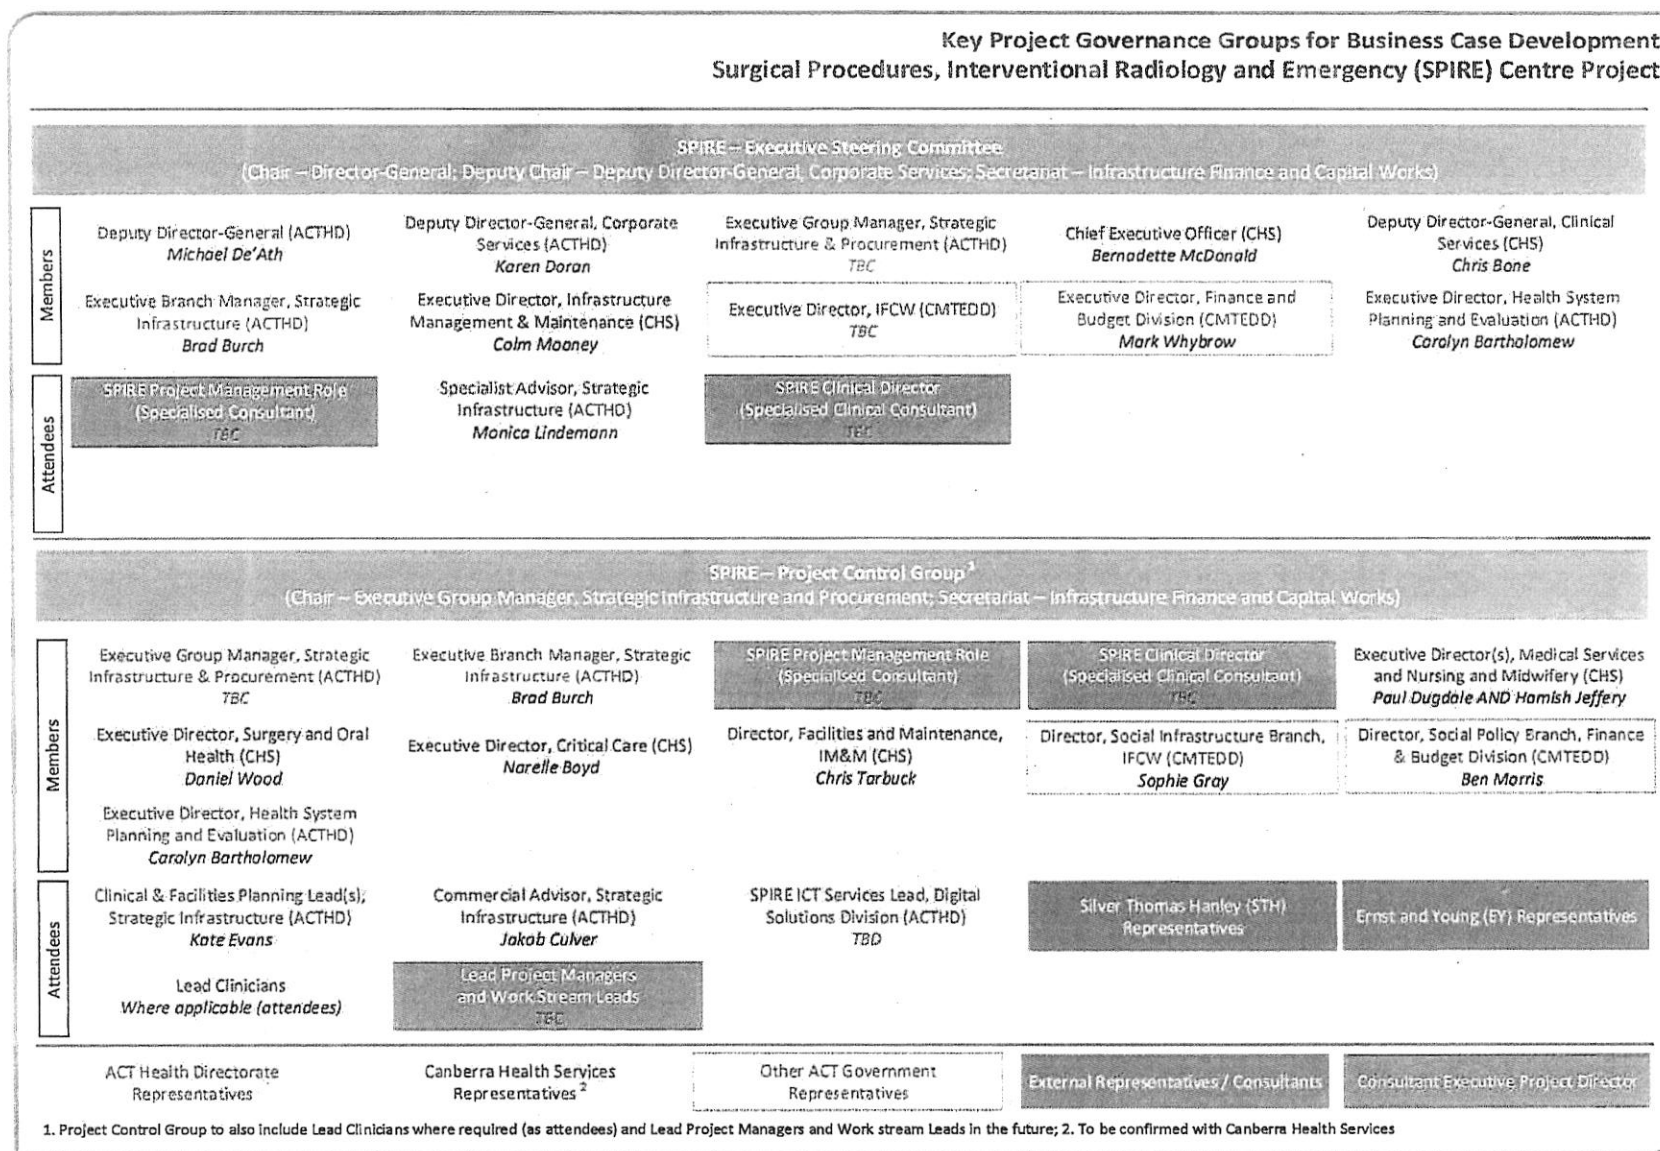 Key Project Governance Groups for Business Case Development
Surgical Procedures, Interventional Radiology and Emergency (SPIRE) Centre Project
SPIRE – Executive Steering Committee
(Chair – Director-General; Deputy Chair – Deputy Director-General, Corporate Services; Secretariat – Infrastructure Finance and Capital Works)
Members
Deputy Director-General (ACTHD)
Michael De'Ath
Deputy Director-General, Corporate
Services (ACTHD)
Karen Doran
Executive Group Manager, Strategic
Infrastructure & Procurement (ACTHD)
TBC
Chief Executive Officer (CHS)
Bernadette McDonald
Deputy Director-General, Clinical
Services (CHS)
Chris Bone
Executive Branch Manager, Strategic
Infrastructure (ACTHD)
Brad Burch
Executive Director, Infrastructure
Management & Maintenance (CHS)
Colm Mooney
Executive Director, IFCW (CMTEDD)
TBC
Executive Director, Finance and
Budget Division (CMTEDD)
Mark Whybrow
Executive Director, Health System
Planning and Evaluation (ACTHD)
Carolyn Bartholomew
Attendees
SPIRE Project Management Role
(Specialised Consultant)
TBC
Specialist Advisor, Strategic
Infrastructure (ACTHD)
Monica Lindemann
SPIRE Clinical Director
(Specialised Clinical Consultant)
TBC
SPIRE – Project Control Group 1
(Chair – Executive Group Manager, Strategic Infrastructure and Procurement; Secretariat – Infrastructure Finance and Capital Works)
Members
Executive Group Manager, Strategic
Infrastructure & Procurement (ACTHD)
TBC
Executive Branch Manager, Strategic
Infrastructure (ACTHD)
Brad Burch
SPIRE Project Management Role
(Specialised Consultant)
TBC
SPIRE Clinical Director
(Specialised Clinical Consultant)
TBC
Executive Director(s), Medical Services
and Nursing and Midwifery (CHS)
Paul Dugdale AND Hamish Jeffery
Executive Director, Surgery and Oral
Health (CHS)
Daniel Wood
Executive Director, Critical Care (CHS)
Narelle Boyd
Director, Facilities and Maintenance,
IM&M (CHS)
Chris Tarbuck
Director, Social Infrastructure Branch,
IFCW (CMTEDD)
Sophie Gray
Director, Social Policy Branch, Finance
& Budget Division (CMTEDD)
Ben Morris
Executive Director, Health System
Planning and Evaluation (ACTHD)
Carolyn Bartholomew
Attendees
Clinical & Facilities Planning Lead(s),
Strategic Infrastructure (ACTHD)
Kate Evans
Commercial Advisor, Strategic
Infrastructure (ACTHD)
Jakob Culver
SPIRE ICT Services Lead, Digital
Solutions Division (ACTHD)
TBD
Silver Thomas Hanley (STH)
Representatives
Ernst and Young (EY) Representatives
Lead Clinicians
Where applicable (attendees)
Lead Project Managers
and Work Stream Leads
TBC
ACT Health Directorate
Representatives
Canberra Health Services
Representatives 2
Other ACT Government
Representatives
External Representatives / Consultants
Consultant Executive Project Director
1. Project Control Group to also include Lead Clinicians where required (as attendees) and Lead Project Managers and Work stream Leads in the future; 2. To be confirmed with Canberra Health Services